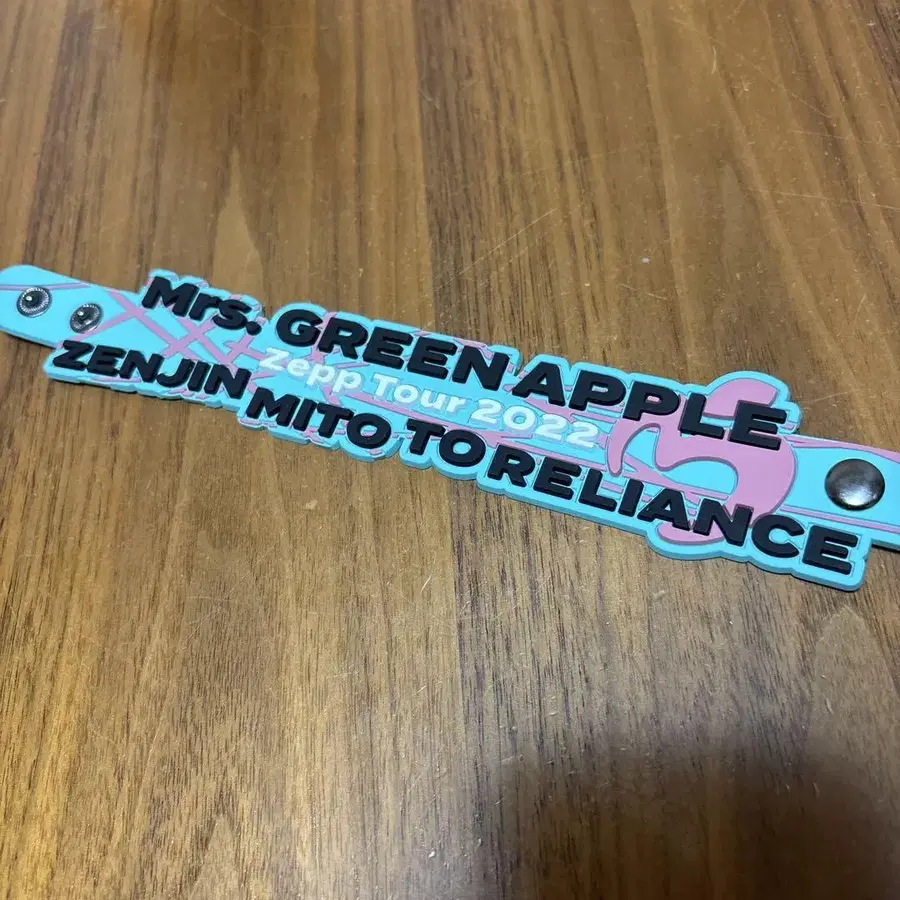 Mrs. GREEN APPLE
Zepp Tour 2022
ZENJIN MITO TO RELIANCE